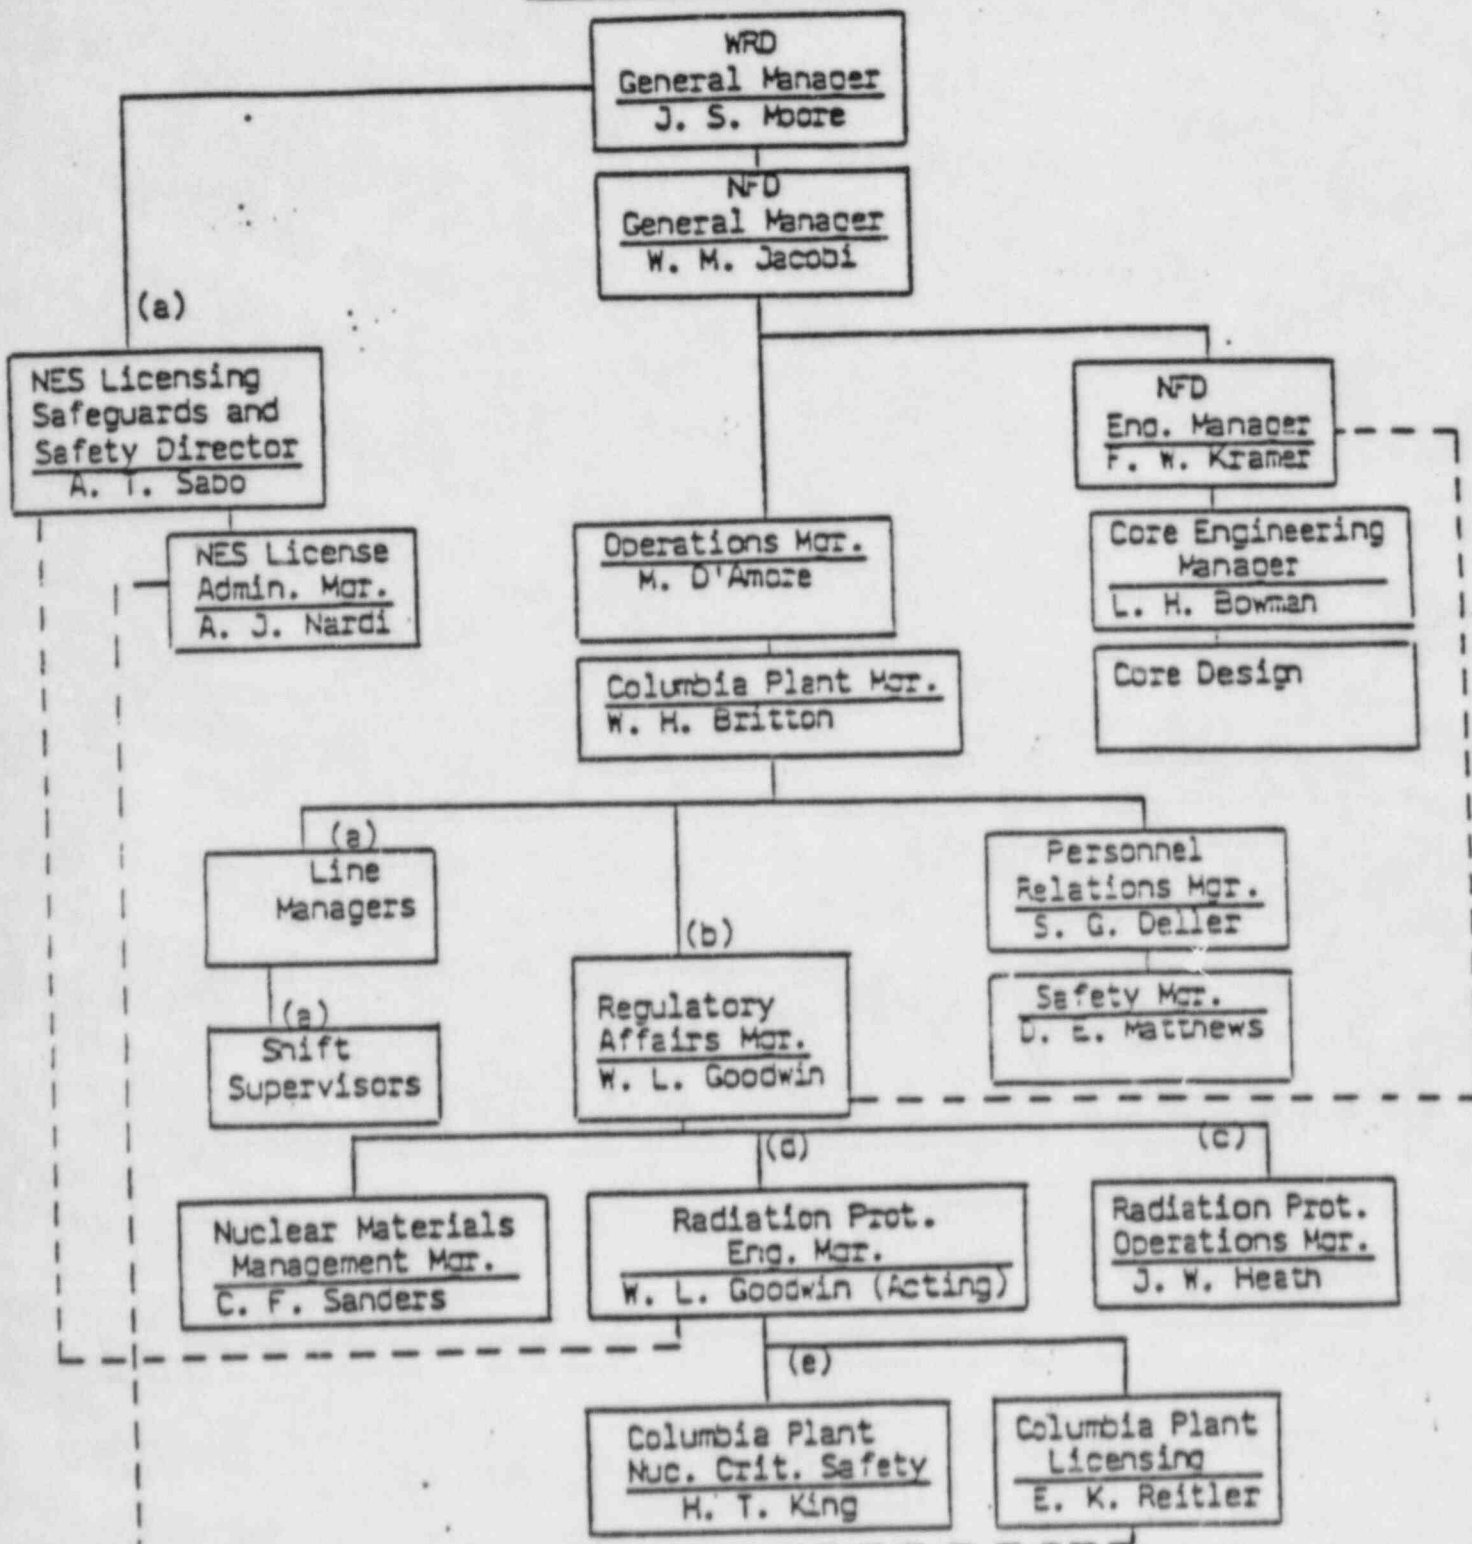 WRD
General Manager
J. S. Moore
NFD
General Manager
W. M. Jacobi
(a)
NES Licensing
Safeguards and
Safety Director
A. T. Sabo
NFD
Eng. Manager
F. W. Kramer
NES License
Admin. Mgr.
A. J. Nardi
Operations Mgr.
M. D'Amore
Core Engineering
Manager
L. H. Bowman
Columbia Plant Mgr.
W. H. Britton
Core Design
(a)
Line
Managers
(b)
Personnel
Relations Mgr.
S. G. Deller
(a)
Shift
Supervisors
Regulatory
Affairs Mgr.
W. L. Goodwin
Safety Mgr.
D. E. Matthews
(d)
(c)
Nuclear Materials
Management Mgr.
C. F. Sanders
Radiation Prot.
Eng. Mgr.
W. L. Goodwin (Acting)
Radiation Prot.
Operations Mgr.
J. W. Heath
(e)
Columbia Plant
Nuc. Crit. Safety
H. T. King
Columbia Plant
Licensing
E. K. Reitler